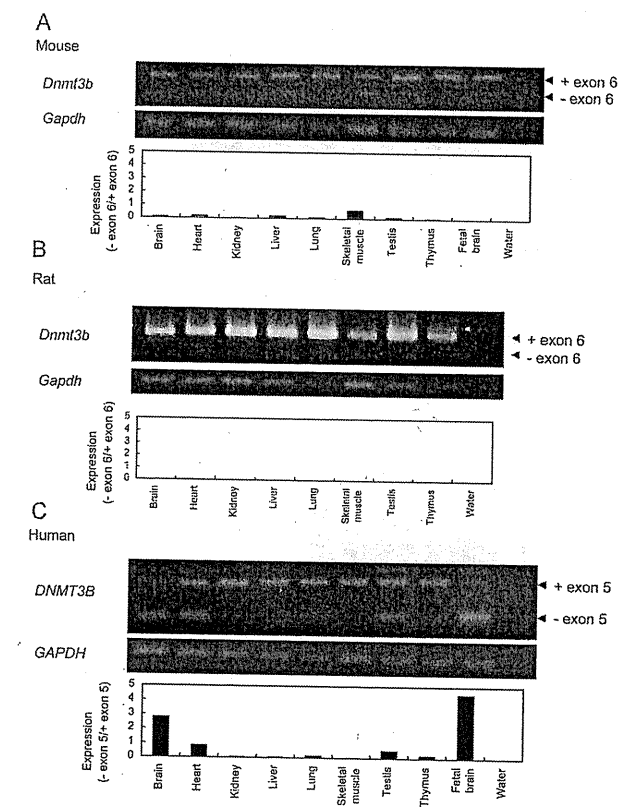 A
Mouse
Dnmt3b
+ exon 6
- exon 6
Gapdh
Expression
(- exon 6/+ exon 6)
5
4
3
2
1
0
Brain
Heart
Kidney
Liver
Lung
Skeletal
muscle
Testis
Thymus
Fetal
brain
Water
B
Rat
Dnmt3b
+ exon 6
- exon 6
Gapdh
Expression
(- exon 6/+ exon 6)
5
4
3
2
1
0
Brain
Heart
Kidney
Liver
Lung
Skeletal
muscle
Testis
Thymus
Water
C
Human
DNMT3B
+ exon 5
- exon 5
GAPDH
Expression
(- exon 5/+ exon 5)
5
4
3
2
1
0
Brain
Heart
Kidney
Liver
Lung
Skeletal
muscle
Testis
Thymus
Fetal
brain
Water